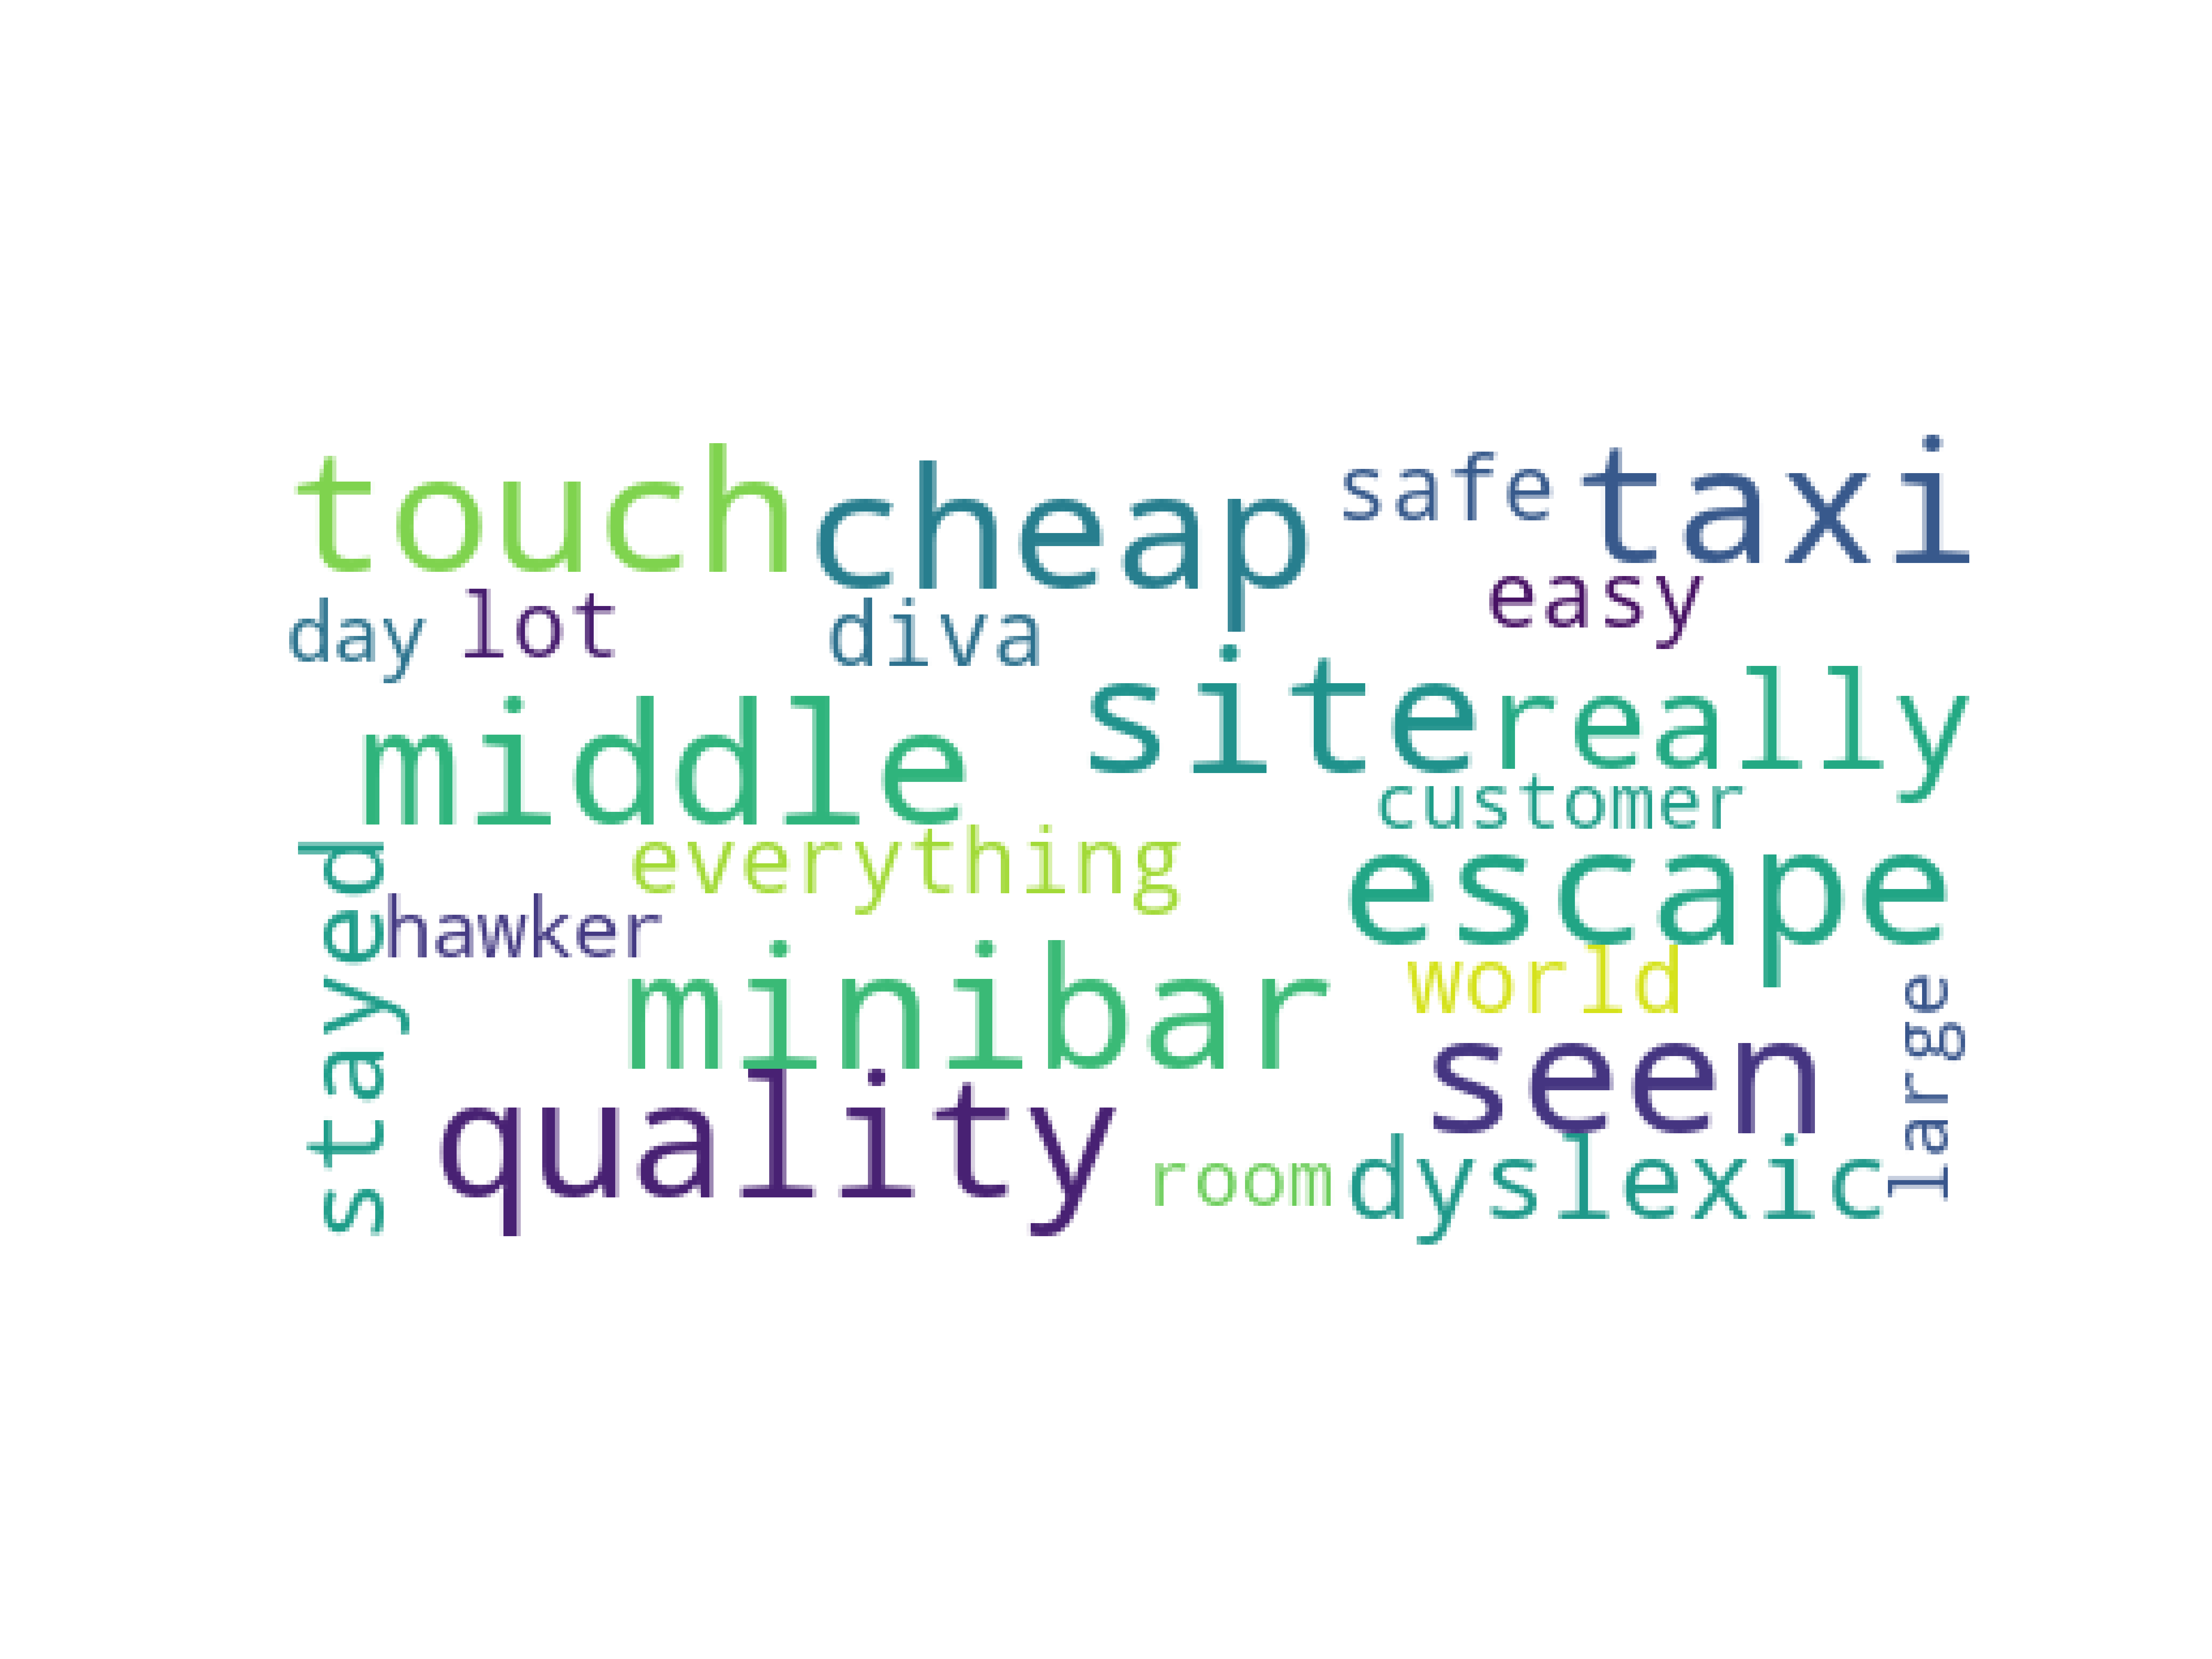 touch cheap safe taxi
day lot diva easy
middle site really
customer
everything escape
stayed hawker
minibar world
seen large
quality room dyslexic